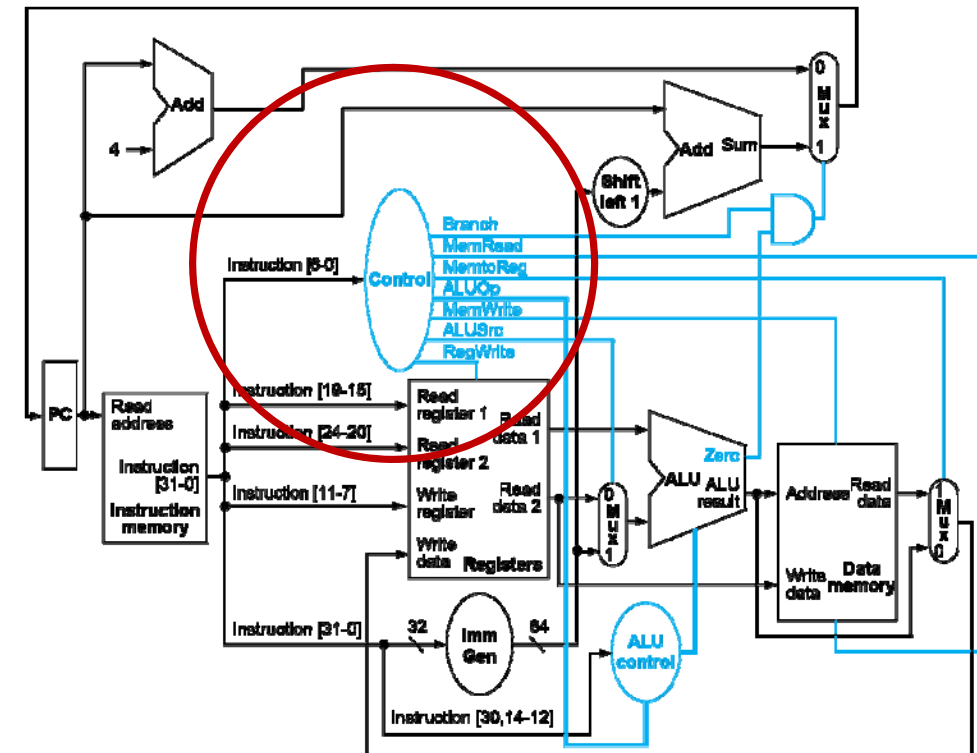 Add
4
Add Sum
0
Mux
1
Shift
left 1
Branch
MemRead
MemtoReg
ALUOp
MemWrite
ALUSrc
RegWrite
Control
Instruction [6-0]
Instruction [19-15]
Instruction [24-20]
Instruction [11-7]
Instruction [31-0]
Instruction [30,14-12]
PC
Read
address
Instruction
[31-0]
Instruction
memory
Read
register 1
Read
register 2
Write
register
Write
data
Read
data 1
Read
data 2
Registers
32
Imm
Gen
64
0
Mux
1
ALU
Zero
ALU
result
ALU
control
Address
Read
data
Write
data
Data
memory
1
Mux
0